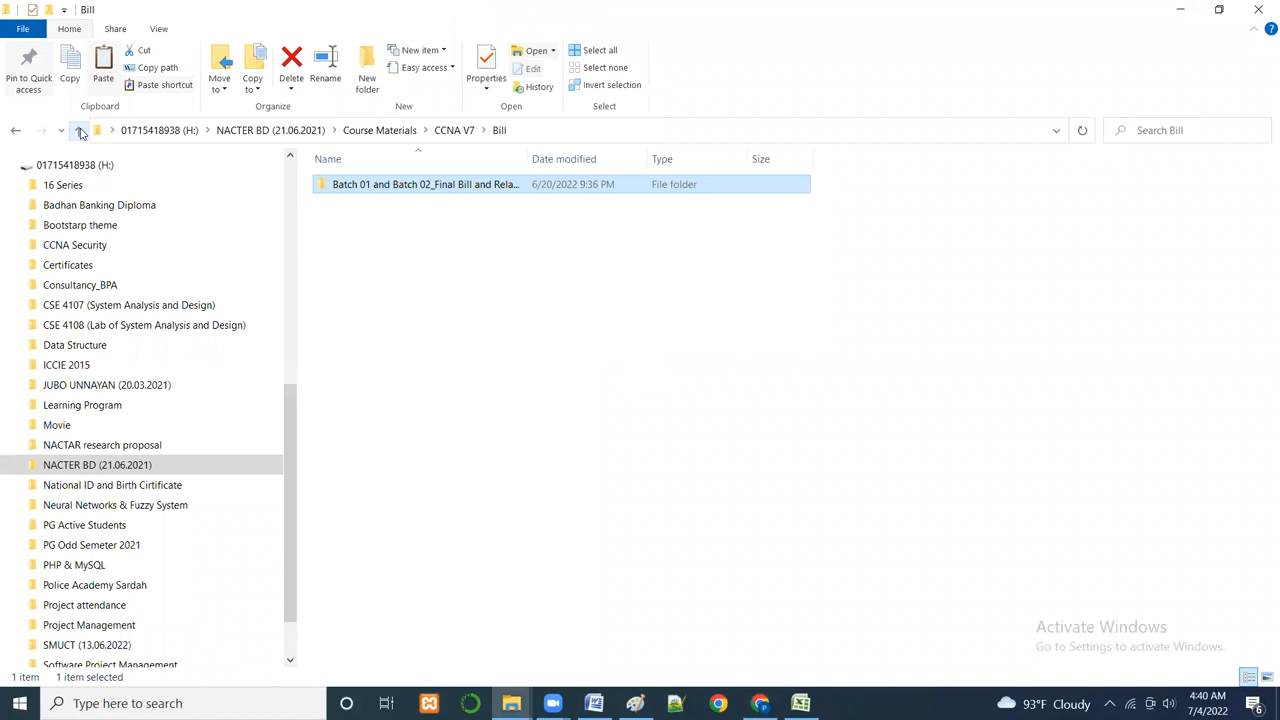 Bill
File Home Share View
Pin to Quick access
Copy
Paste
Cut
Copy path
Paste shortcut
Clipboard
Move to
Copy to
Delete
Rename
Organize
New folder
New item
Easy access
New
Properties
Open
Edit
History
Open
Select all
Select none
Invert selection
Select
01715418938 (H:) > NACTER BD (21.06.2021) > Course Materials > CCNA V7 > Bill
Search Bill
Name Date modified Type Size
Batch 01 and Batch 02_Final Bill and Rela... 6/20/2022 9:36 PM File folder
01715418938 (H:)
16 Series
Badhan Banking Diploma
Bootstarp theme
CCNA Security
Certificates
Consultancy_BPA
CSE 4107 (System Analysis and Design)
CSE 4108 (Lab of System Analysis and Design)
Data Structure
ICCIE 2015
JUBO UNNAYAN (20.03.2021)
Learning Program
Movie
NACTAR research proposal
NACTER BD (21.06.2021)
National ID and Birth Cirtificate
Neural Networks & Fuzzy System
PG Active Students
PG Odd Semeter 2021
PHP & MySQL
Police Academy Sardah
Project attendance
Project Management
SMUCT (13.06.2022)
Software Project Management
Activate Windows
Go to Settings to activate Windows.
1 item 1 item selected
Type here to search
93°F Cloudy
4:40 AM
7/4/2022
6